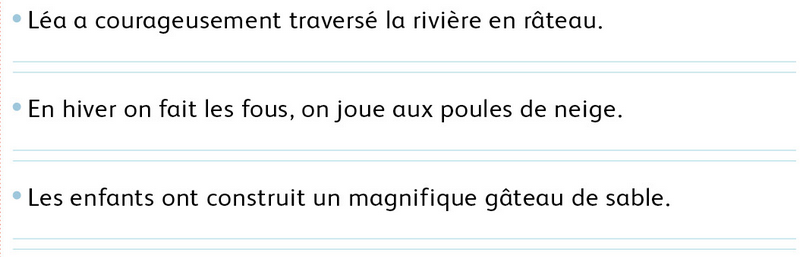 • Léa a courageusement traversé la rivière en râteau.
• En hiver on fait les fous, on joue aux poules de neige.
• Les enfants ont construit un magnifique gâteau de sable.